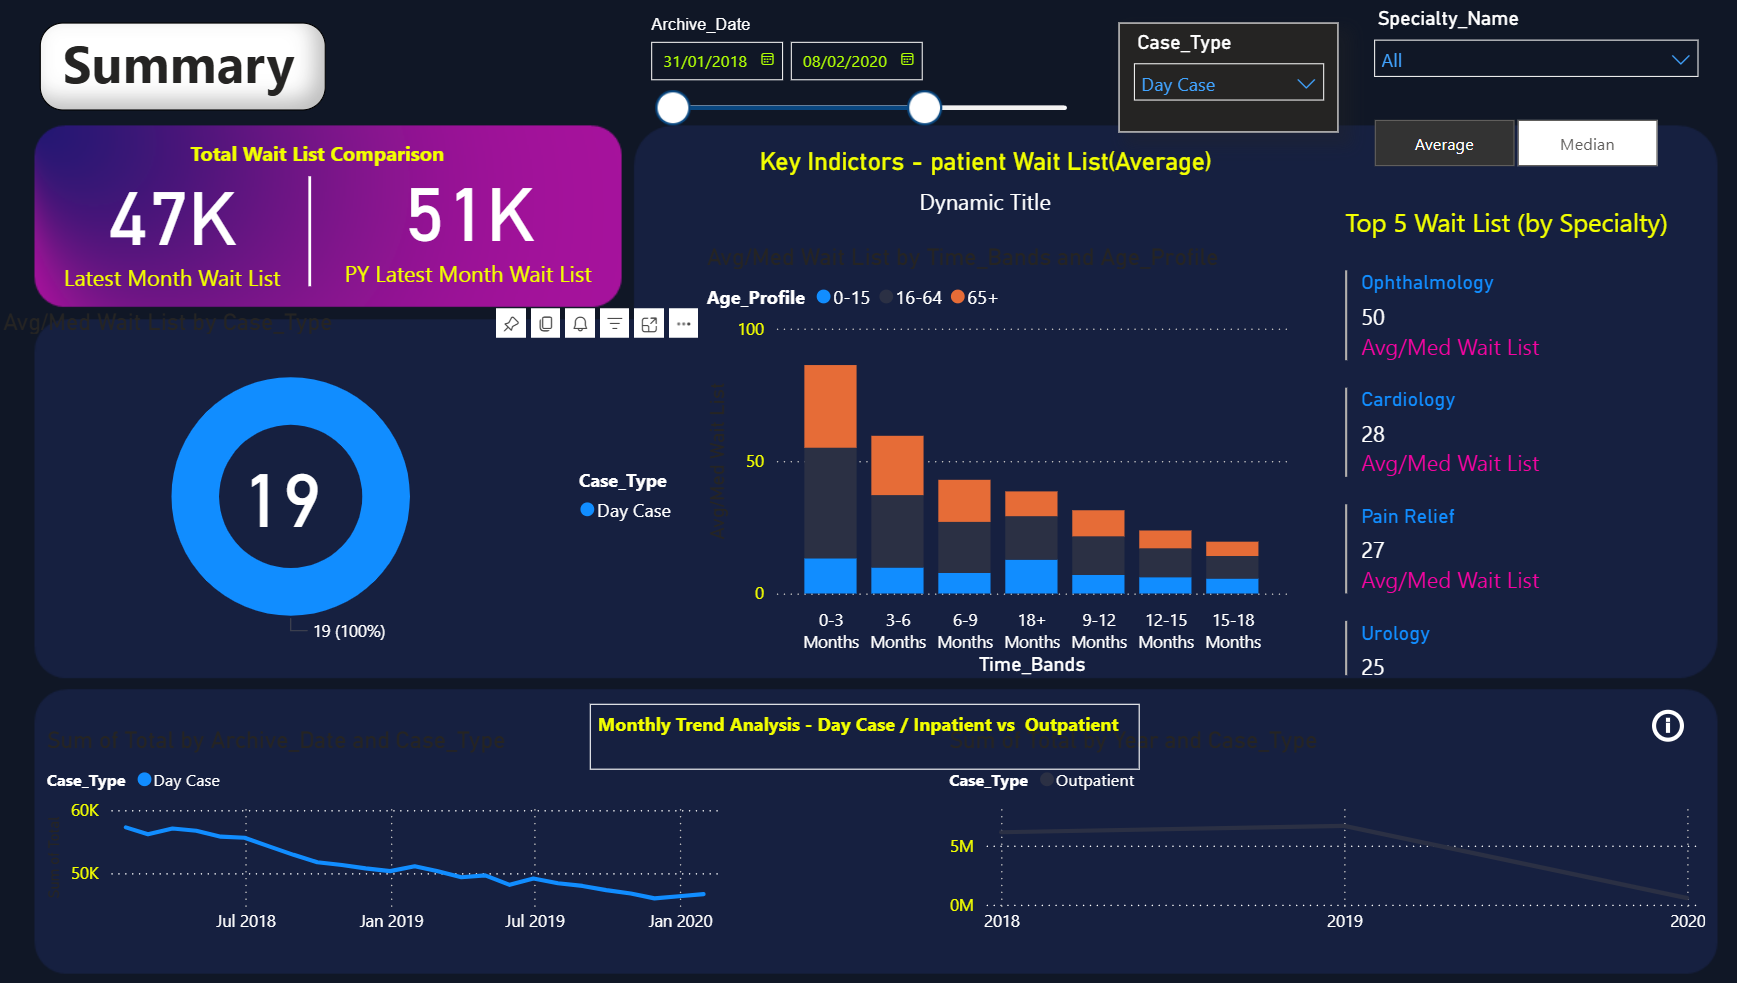 Summary
Archive_Date
31/01/2018
08/02/2020
Case_Type
Day Case
Specialty_Name
All
Average
Median
Total Wait List Comparison
47K
Latest Month Wait List
51K
PY Latest Month Wait List
Key Indictors - patient Wait List(Average)
Dynamic Title
Avg/Med Wait List by Case_Type
19
19 (100%)
Case_Type
Day Case
Avg/Med Wait List by Time_Bands and Age_Profile
Age_Profile 0-15 16-64 65+
Avg/Med Wait List
100
50
0
0-3 Months
3-6 Months
6-9 Months
18+ Months
9-12 Months
12-15 Months
15-18 Months
Time_Bands
Top 5 Wait List (by Specialty)
Ophthalmology
50
Avg/Med Wait List
Cardiology
28
Avg/Med Wait List
Pain Relief
27
Avg/Med Wait List
Urology
25
Monthly Trend Analysis - Day Case / Inpatient vs  Outpatient
Sum of Total by Archive_Date and Case_Type
Case_Type Day Case
Sum of Total
60K
50K
Jul 2018
Jan 2019
Jul 2019
Jan 2020
Sum of Total by Year and Case_Type
Case_Type Outpatient
5M
0M
2018
2019
2020